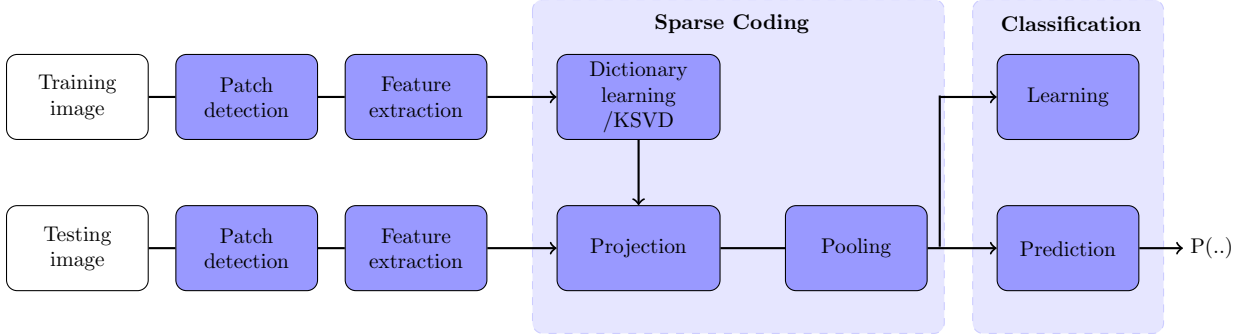 Sparse Coding
Classification
Training
image
Patch
detection
Feature
extraction
Dictionary
learning
/KSVD
Learning
Testing
image
Patch
detection
Feature
extraction
Projection
Pooling
Prediction
P(..)